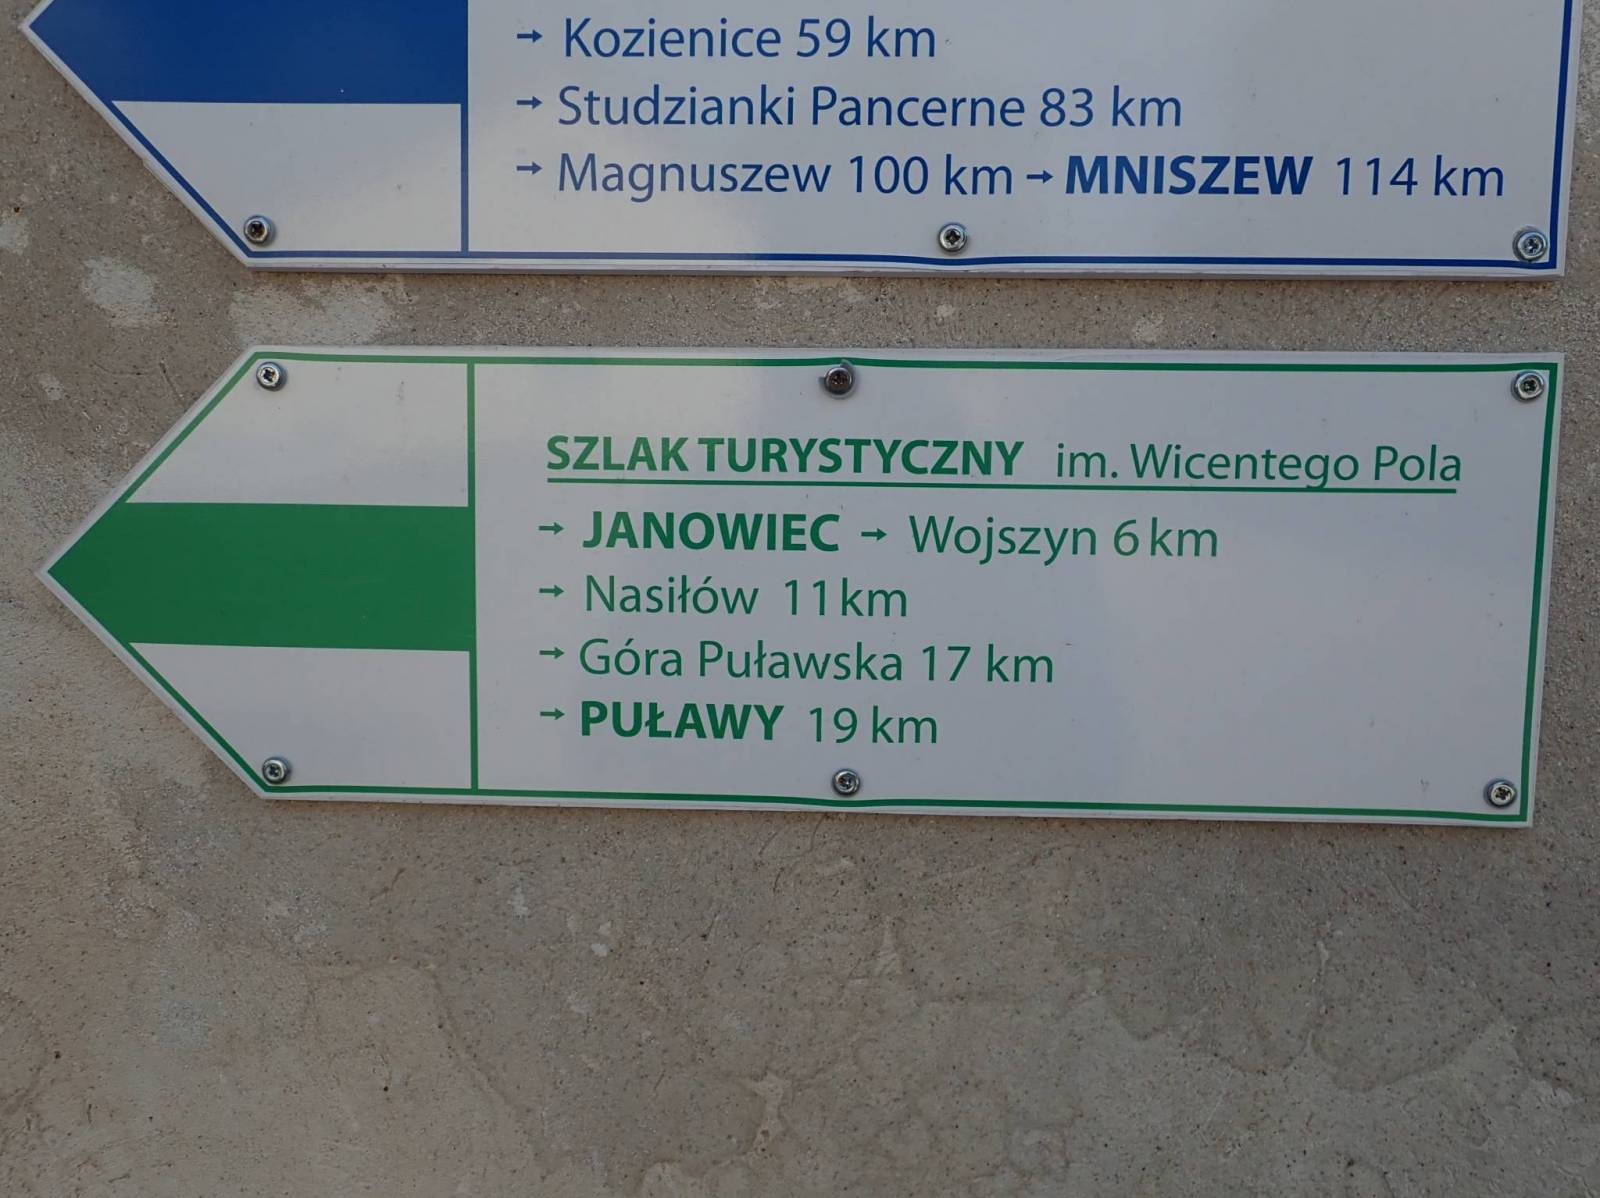 → Kozienice 59 km
→ Studzianki Pancerne 83 km
→ Magnuszew 100 km → MNISZEW 114 km
SZLAK TURYSTYCZNY im. Wicentego Pola
→ JANOWIEC → Wojszyn 6 km
→ Nasiłów 11 km
→ Góra Puławska 17 km
→ PUŁAWY 19 km